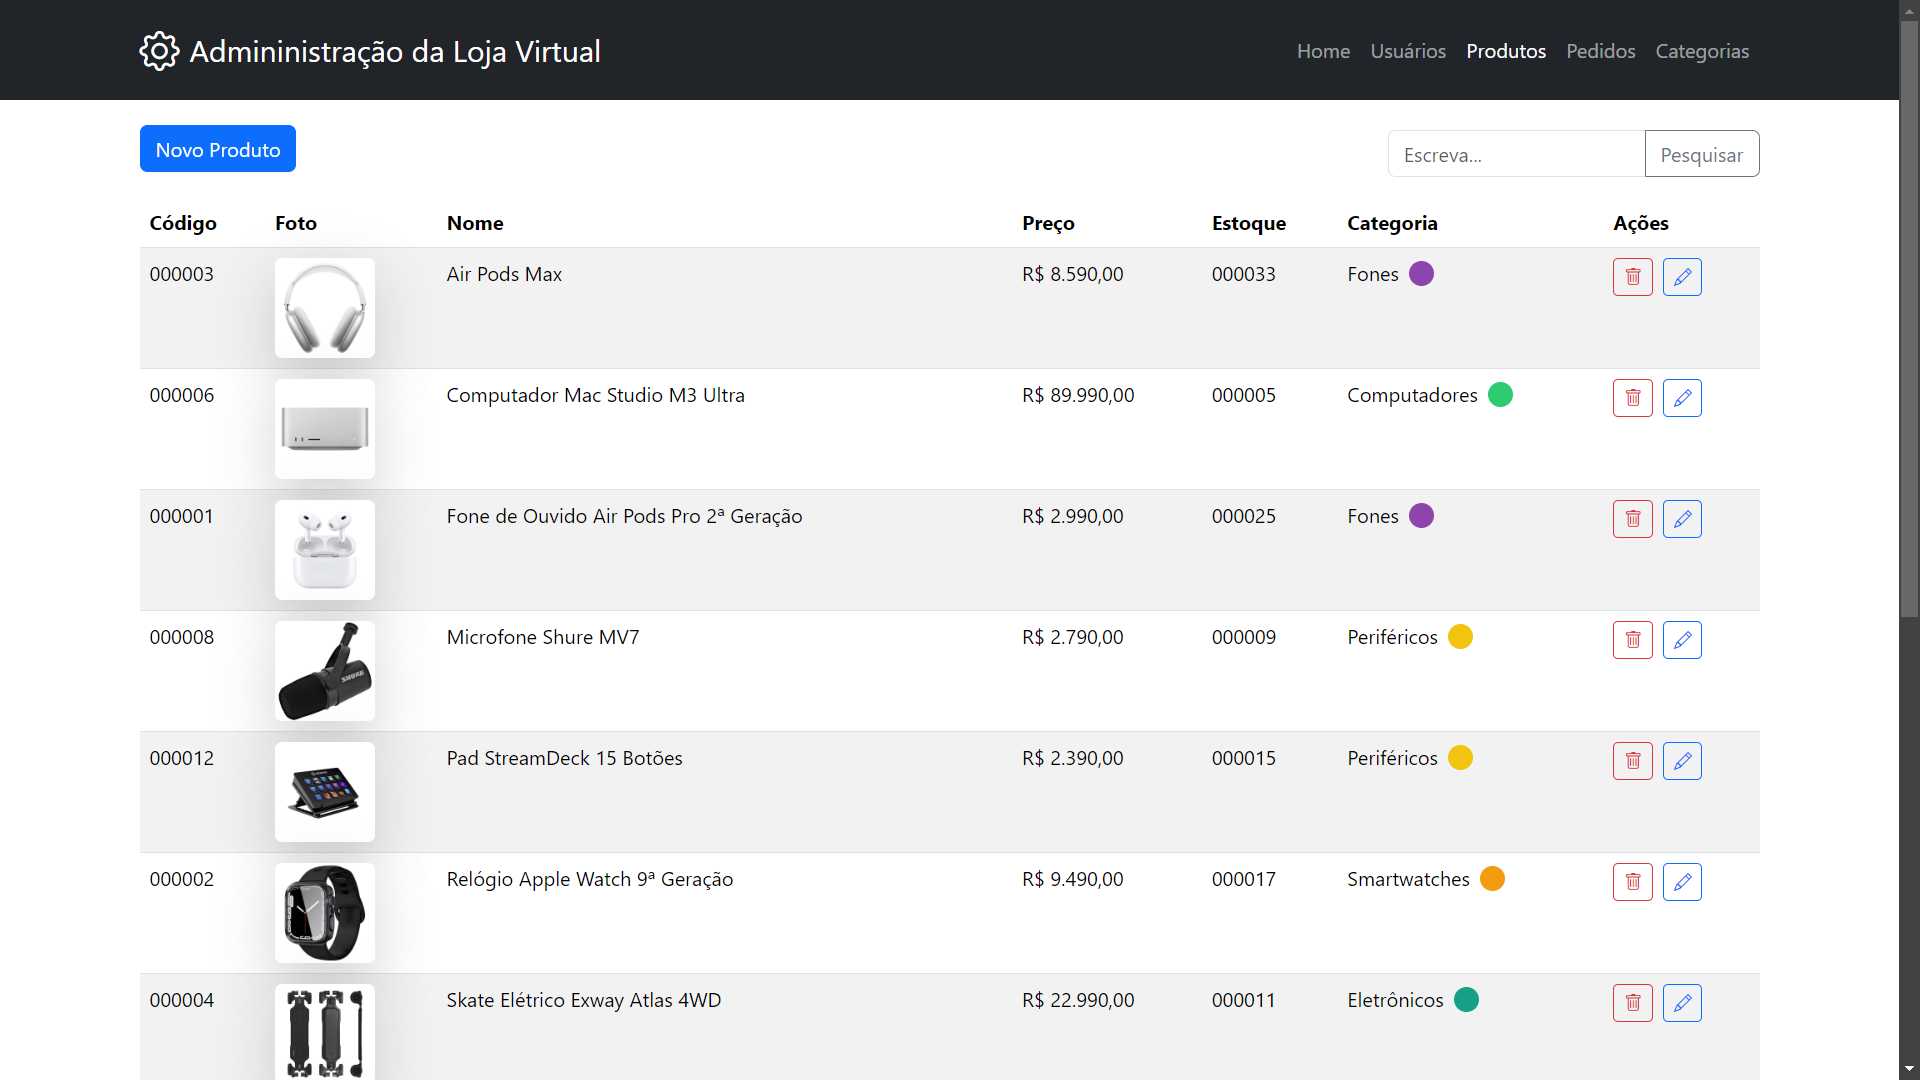 Admininistração da Loja Virtual
Home Usuários Produtos Pedidos Categorias
Novo Produto
Escreva... Pesquisar
Código Foto Nome Preço Estoque Categoria Ações
000003 Air Pods Max R$ 8.590,00 000033 Fones
000006 Computador Mac Studio M3 Ultra R$ 89.990,00 000005 Computadores
000001 Fone de Ouvido Air Pods Pro 2ª Geração R$ 2.990,00 000025 Fones
000008 Microfone Shure MV7 R$ 2.790,00 000009 Periféricos
SHURE
000012 Pad StreamDeck 15 Botões R$ 2.390,00 000015 Periféricos
000002 Relógio Apple Watch 9ª Geração R$ 9.490,00 000017 Smartwatches
000004 Skate Elétrico Exway Atlas 4WD R$ 22.990,00 000011 Eletrônicos